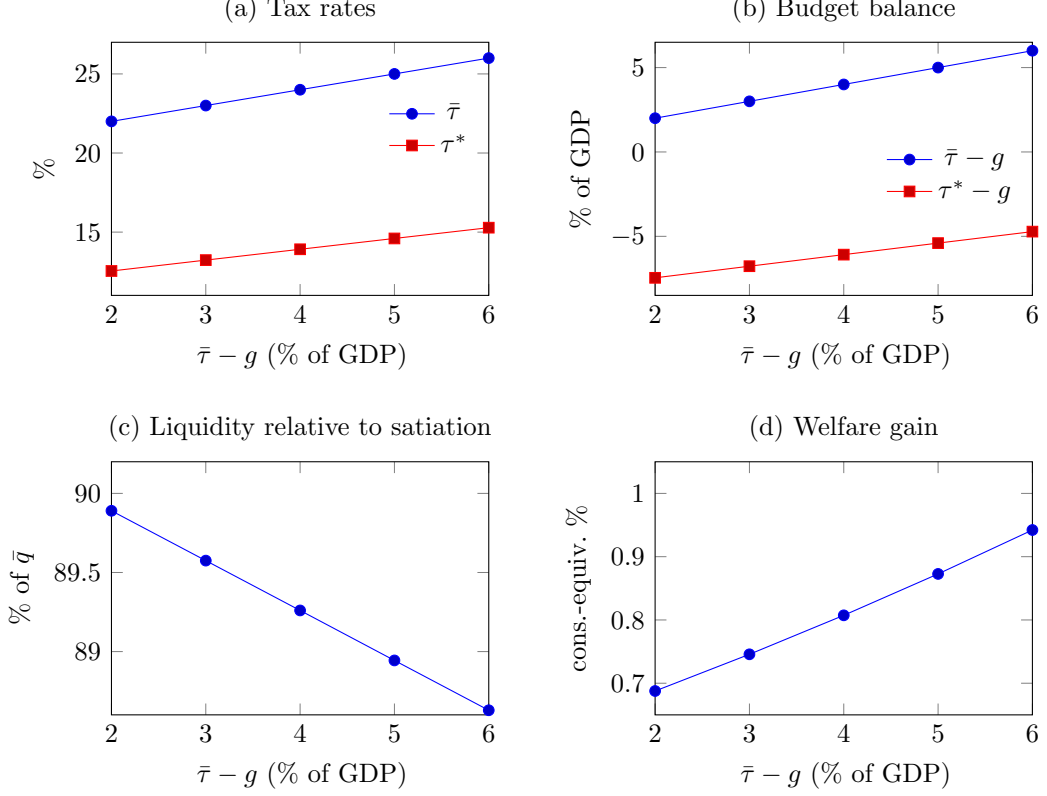 (a) Tax rates
25
20
15
%
τ̄
τ*
2 3 4 5 6
τ̄ − g (% of GDP)
(b) Budget balance
5
0
−5
% of GDP
τ̄ − g
τ* − g
2 3 4 5 6
τ̄ − g (% of GDP)
(c) Liquidity relative to satiation
90
89.5
89
% of q̄
2 3 4 5 6
τ̄ − g (% of GDP)
(d) Welfare gain
1
0.9
0.8
0.7
cons.-equiv. %
2 3 4 5 6
τ̄ − g (% of GDP)